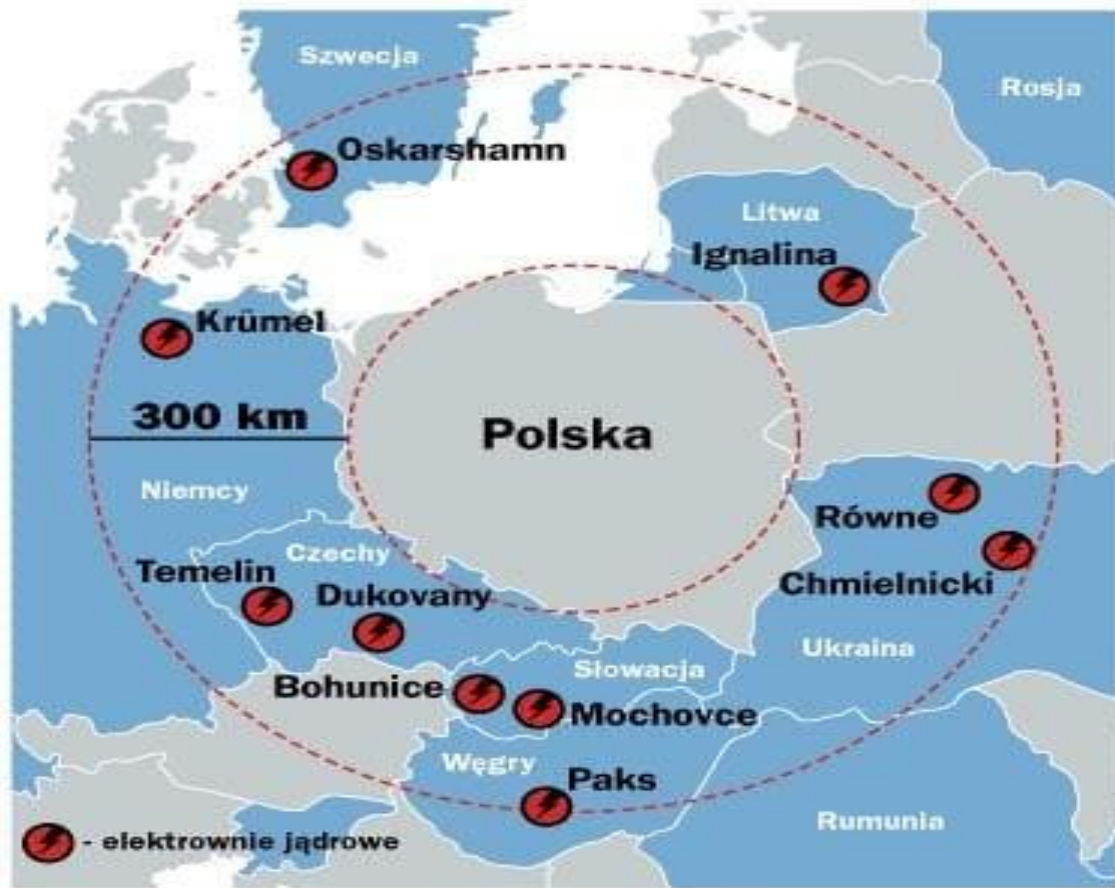 Szwecja
Rosja
Oskarshamn
Litwa
Ignalina
Krümel
300 km
Polska
Niemcy
Równe
Czechy
Temelin
Dukovany
Chmielnicki
Ukraina
Słowacja
Bohunice
Mochovce
Węgry
Paks
Rumunia
- elektrownie jądrowe